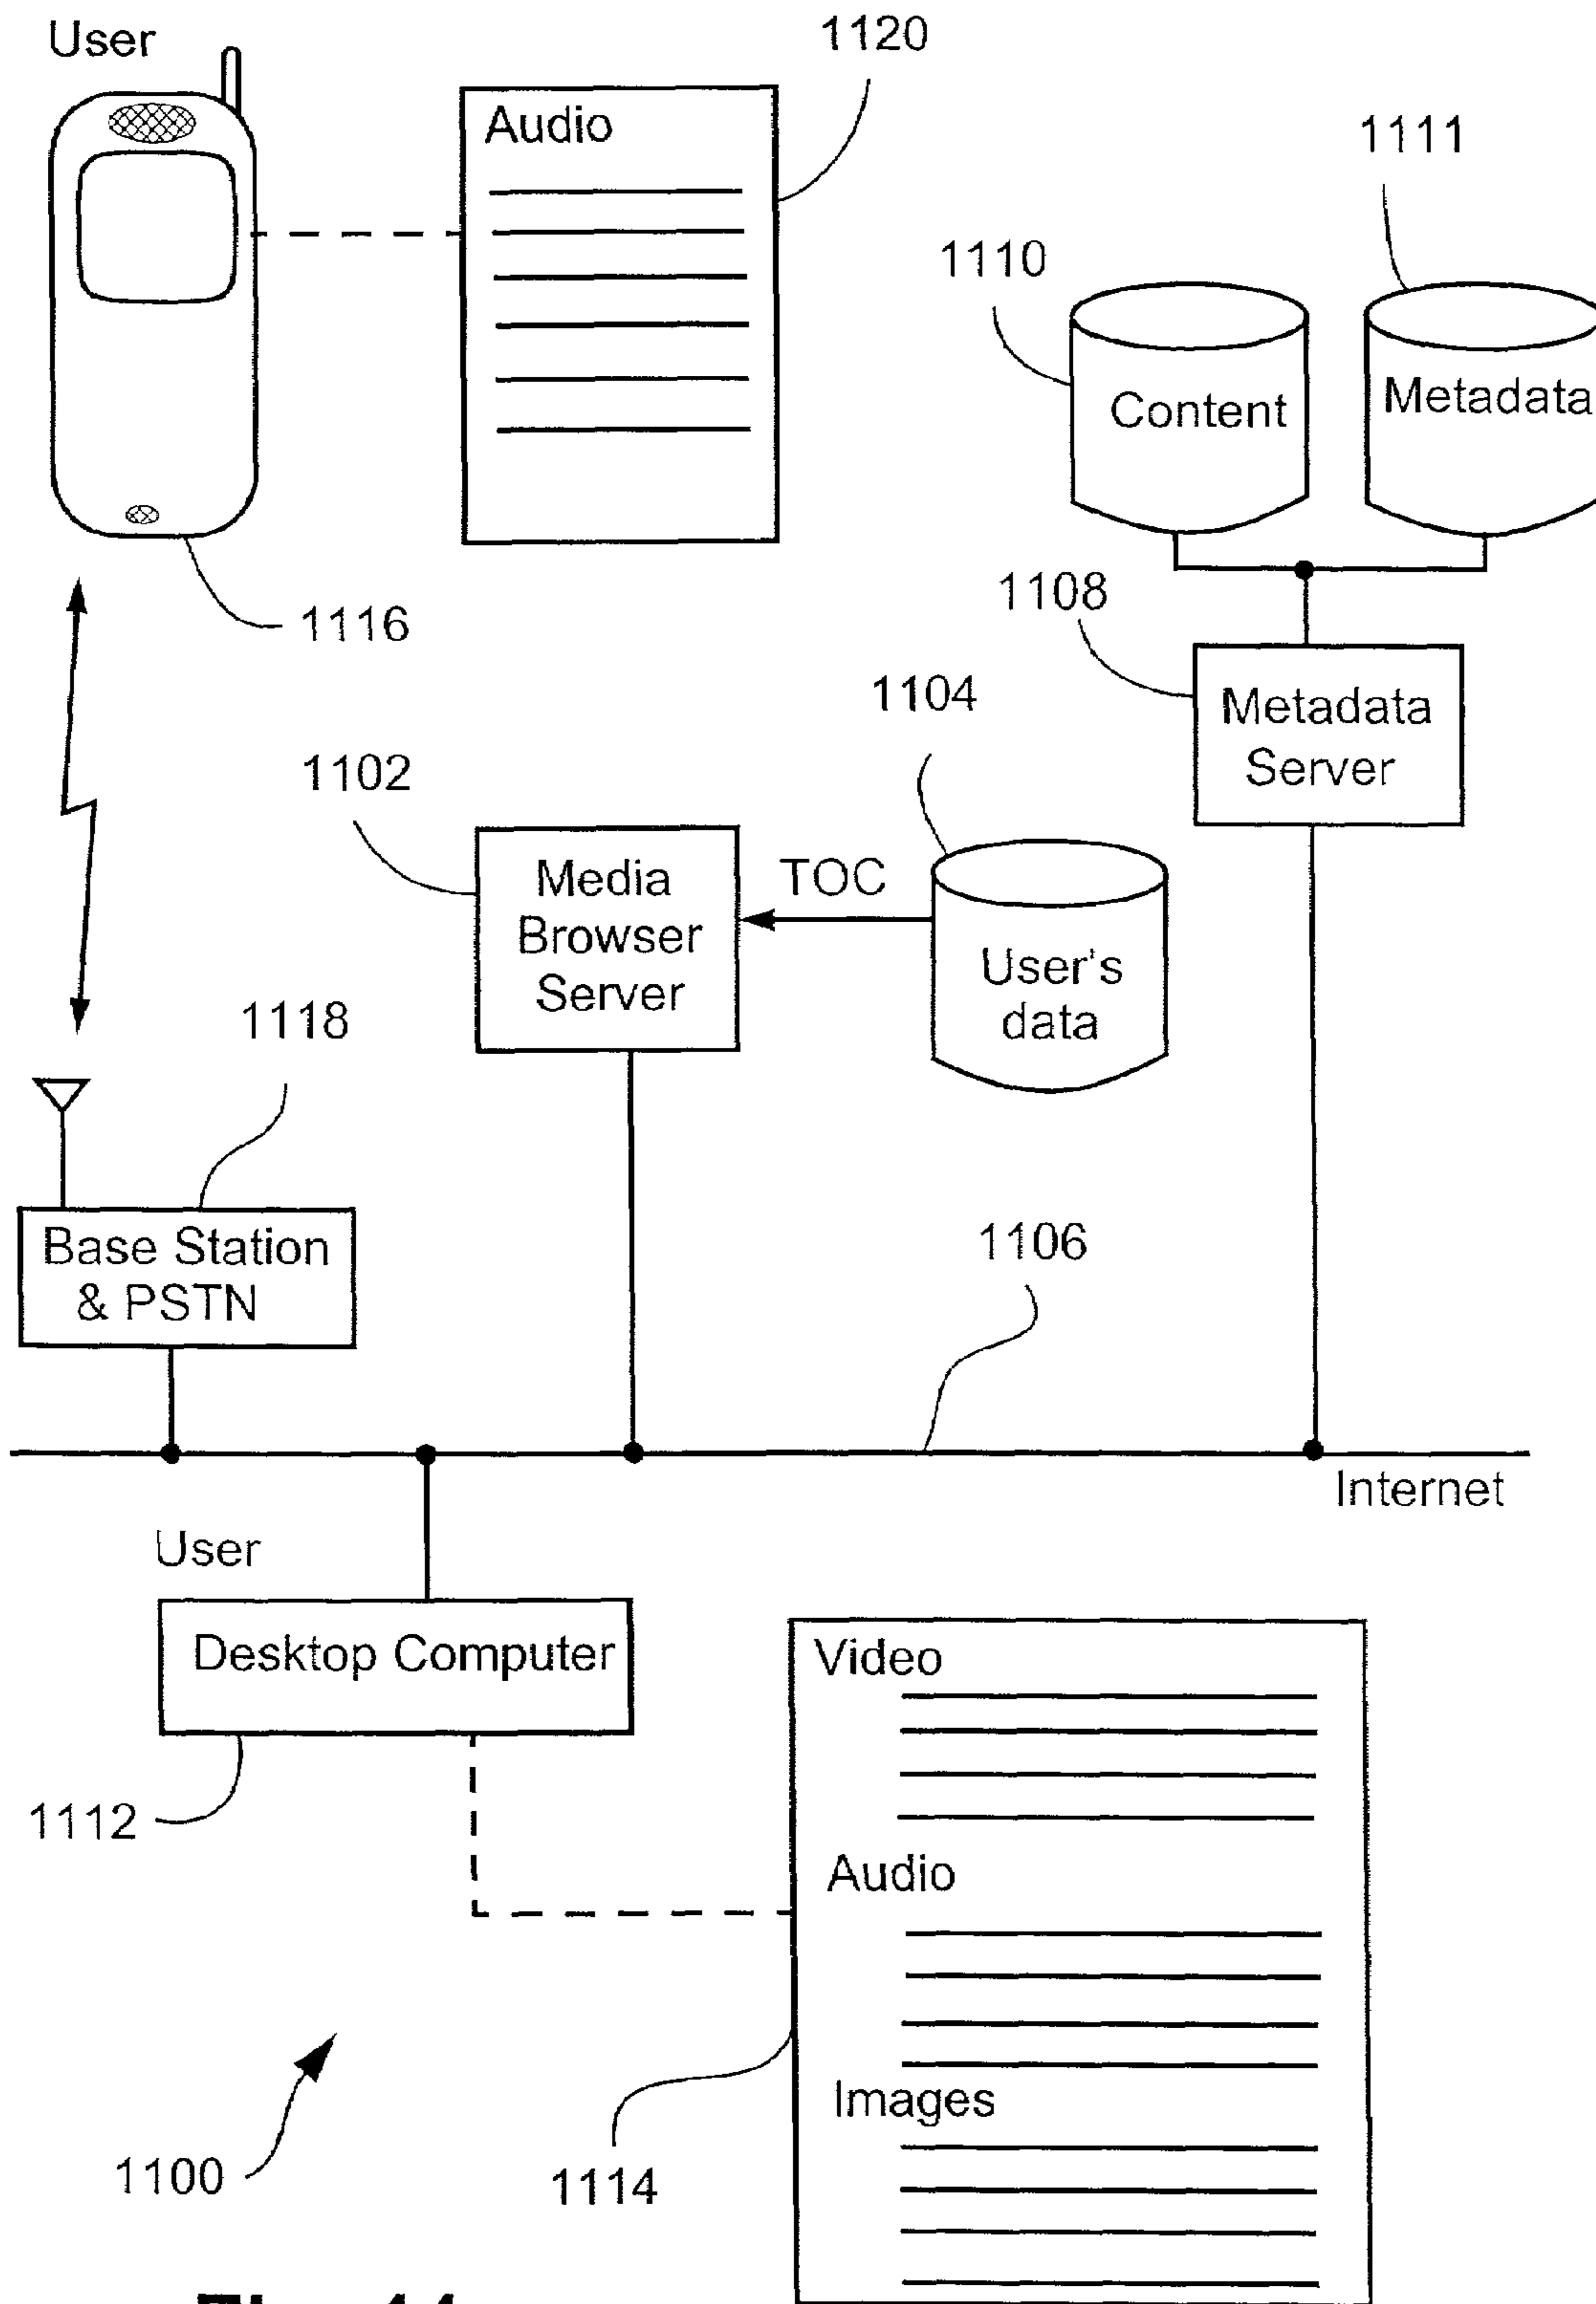 User
1120
Audio
1111
1110
Content
Metadata
1116
1108
Metadata
Server
1104
1102
Media
Browser
Server
TOC
User's
data
1118
Base Station
& PSTN
1106
Internet
User
Desktop Computer
1112
Video
Audio
Images
1100
1114